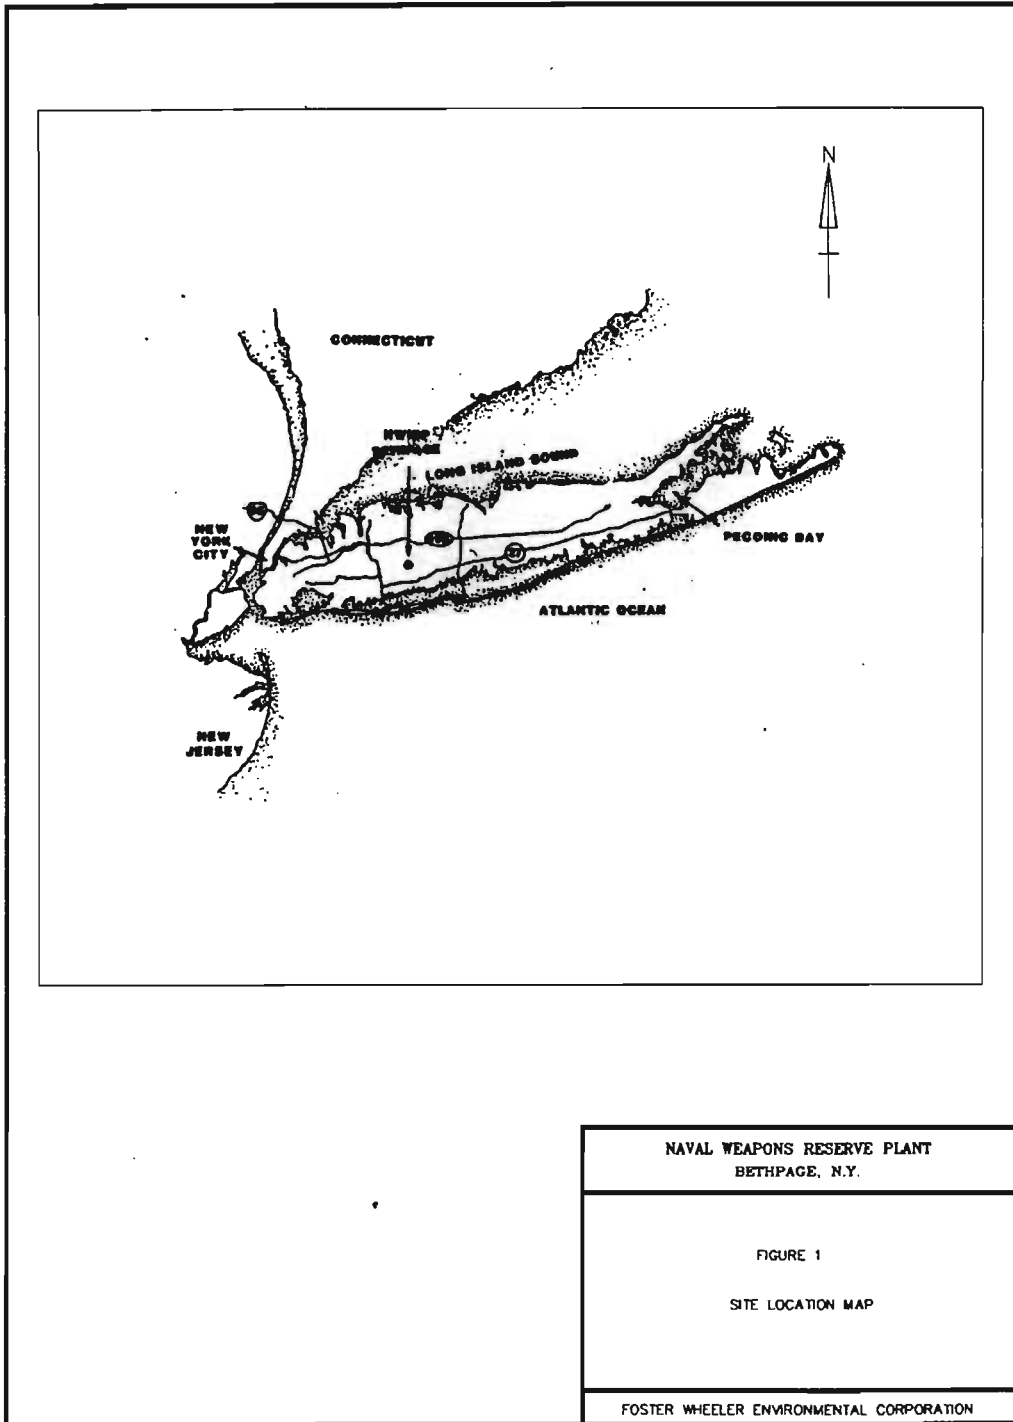 N
CONNECTICUT
LONG ISLAND SOUND
NEW
YORK
CITY
27
PECONIC BAY
ATLANTIC OCEAN
NEW
JERSEY
NAVAL WEAPONS RESERVE PLANT
BETHPAGE, N.Y.
FIGURE 1
SITE LOCATION MAP
FOSTER WHEELER ENVIRONMENTAL CORPORATION